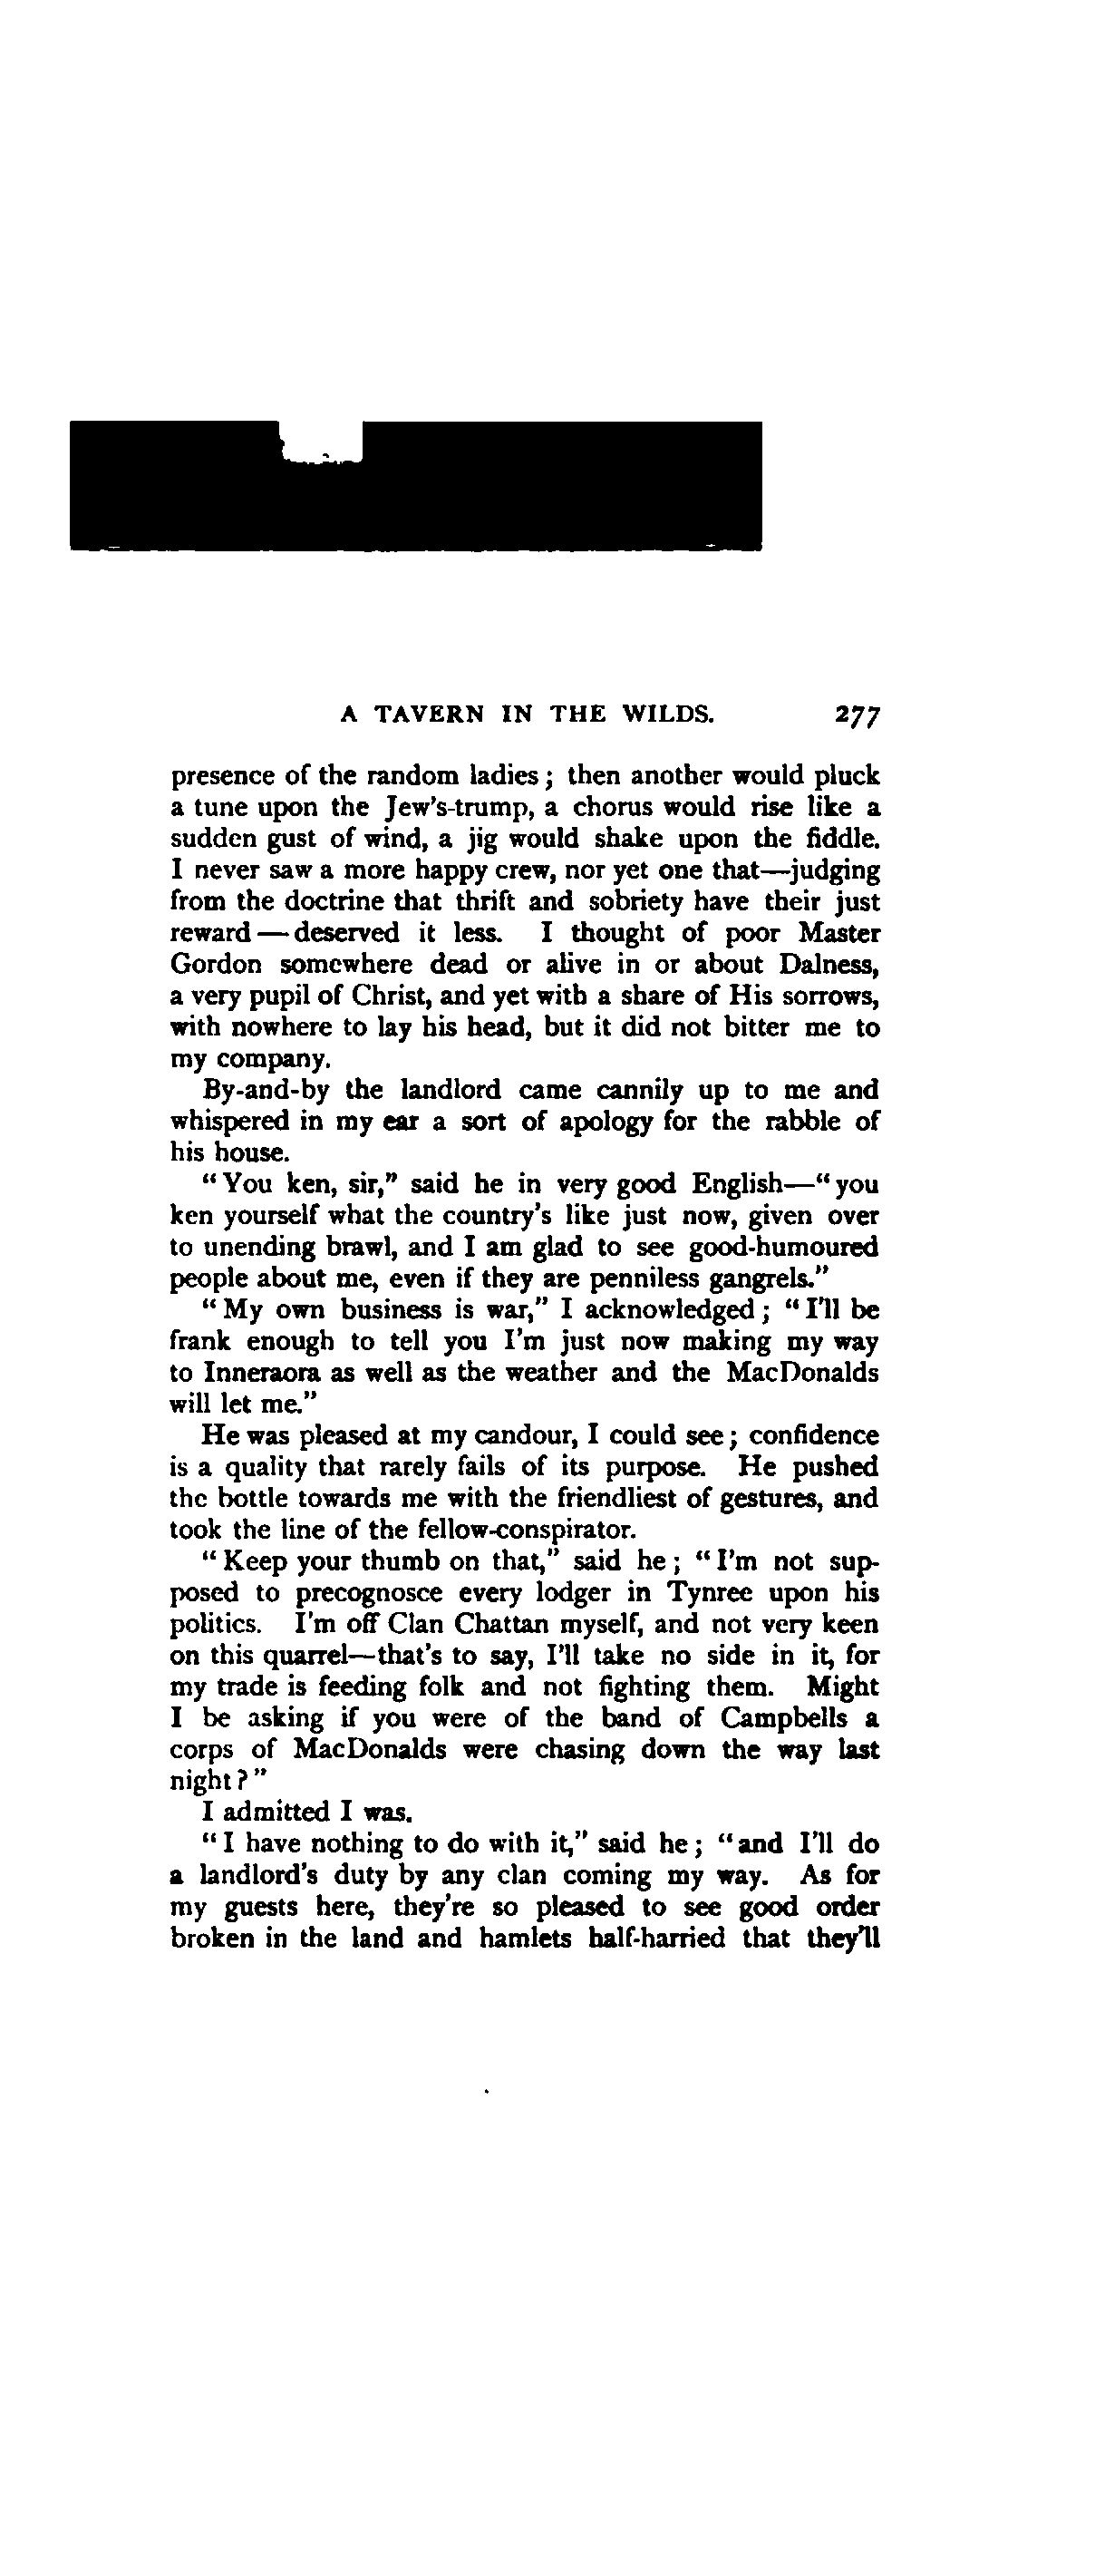 A TAVERN IN THE WILDS. 277
presence of the random ladies; then another would pluck
a tune upon the Jew's-trump, a chorus would rise like a
sudden gust of wind, a jig would shake upon the fiddle.
I never saw a more happy crew, nor yet one that—judging
from the doctrine that thrift and sobriety have their just
reward—deserved it less. I thought of poor Master
Gordon somewhere dead or alive in or about Dalness,
a very pupil of Christ, and yet with a share of His sorrows,
with nowhere to lay his head, but it did not bitter me to
my company.
By-and-by the landlord came cannily up to me and
whispered in my ear a sort of apology for the rabble of
his house.
"You ken, sir," said he in very good English—"you
ken yourself what the country's like just now, given over
to unending brawl, and I am glad to see good-humoured
people about me, even if they are penniless gangrels."
"My own business is war," I acknowledged; "I'll be
frank enough to tell you I'm just now making my way
to Inneraora as well as the weather and the MacDonalds
will let me."
He was pleased at my candour, I could see; confidence
is a quality that rarely fails of its purpose. He pushed
the bottle towards me with the friendliest of gestures, and
took the line of the fellow-conspirator.
"Keep your thumb on that," said he; "I'm not sup-
posed to precognosce every lodger in Tynree upon his
politics. I'm off Clan Chattan myself, and not very keen
on this quarrel—that's to say, I'll take no side in it, for
my trade is feeding folk and not fighting them. Might
I be asking if you were of the band of Campbells a
corps of MacDonalds were chasing down the way last
night?"
I admitted I was.
"I have nothing to do with it," said he; "and I'll do
a landlord's duty by any clan coming my way. As for
my guests here, they're so pleased to see good order
broken in the land and hamlets half-harried that they'll